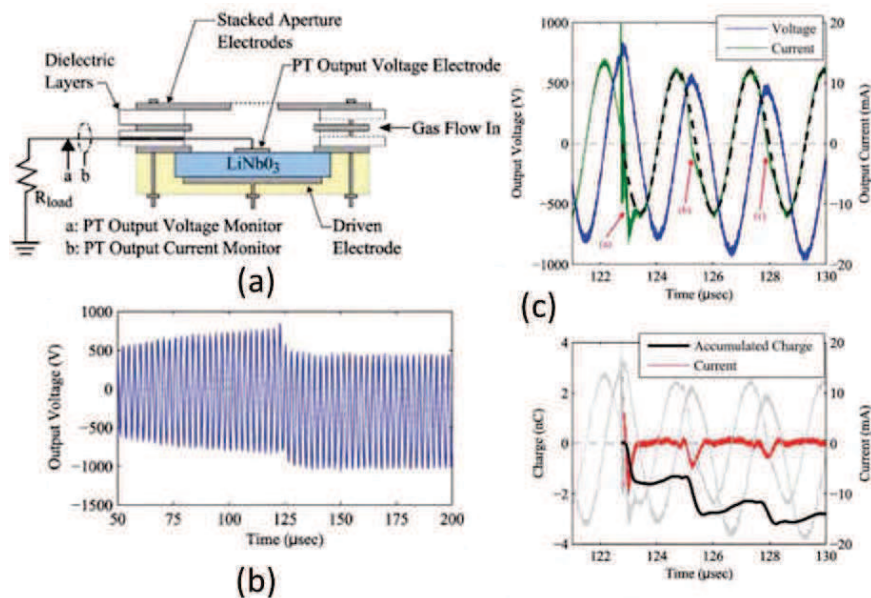 Stacked Aperture
Electrodes
Dielectric
Layers
PT Output Voltage Electrode
Gas Flow In
LiNb03
a
b
Rload
a: PT Output Voltage Monitor
b: PT Output Current Monitor
Driven
Electrode
(a)
1000
500
0
−500
−1000
−1500
Output Voltage (V)
50
75
100
125
150
175
200
Time (µsec)
(b)
Voltage
Current
1000
500
0
−500
−1000
Output Voltage (V)
20
10
0
−10
−20
Output Current (mA)
(a)
(b)
(c)
122
124
126
128
130
Time (µsec)
(c)
Accumulated Charge
Current
4
2
0
−2
−4
Charge (nC)
20
10
0
−10
−20
Current (mA)
122
124
126
128
130
Time (µsec)